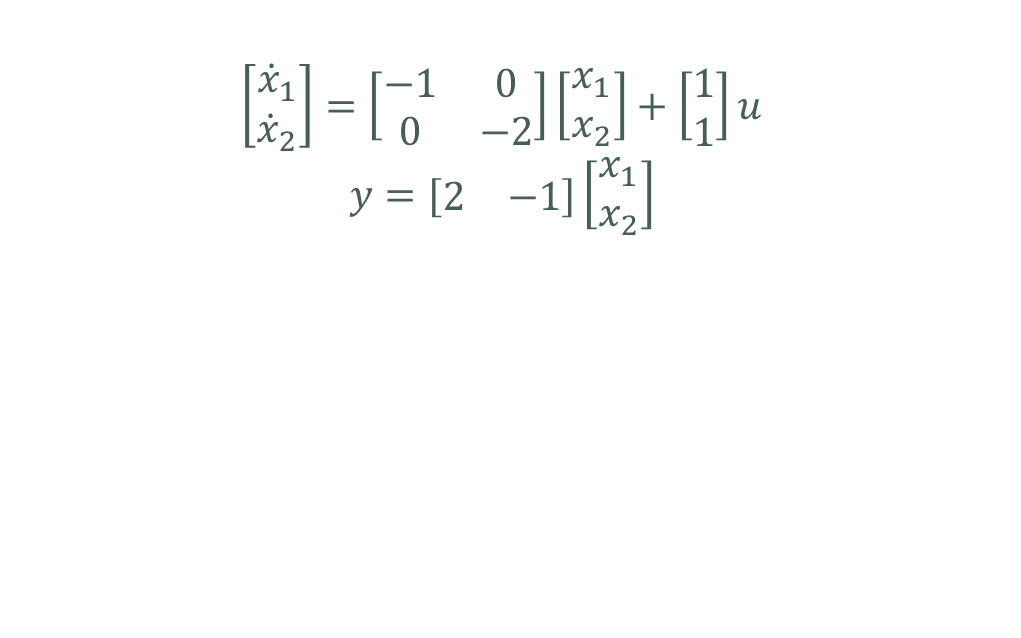 [ẋ₁; ẋ₂] = [−1 0; 0 −2] [x₁; x₂] + [1; 1] u
y = [2 −1] [x₁; x₂]